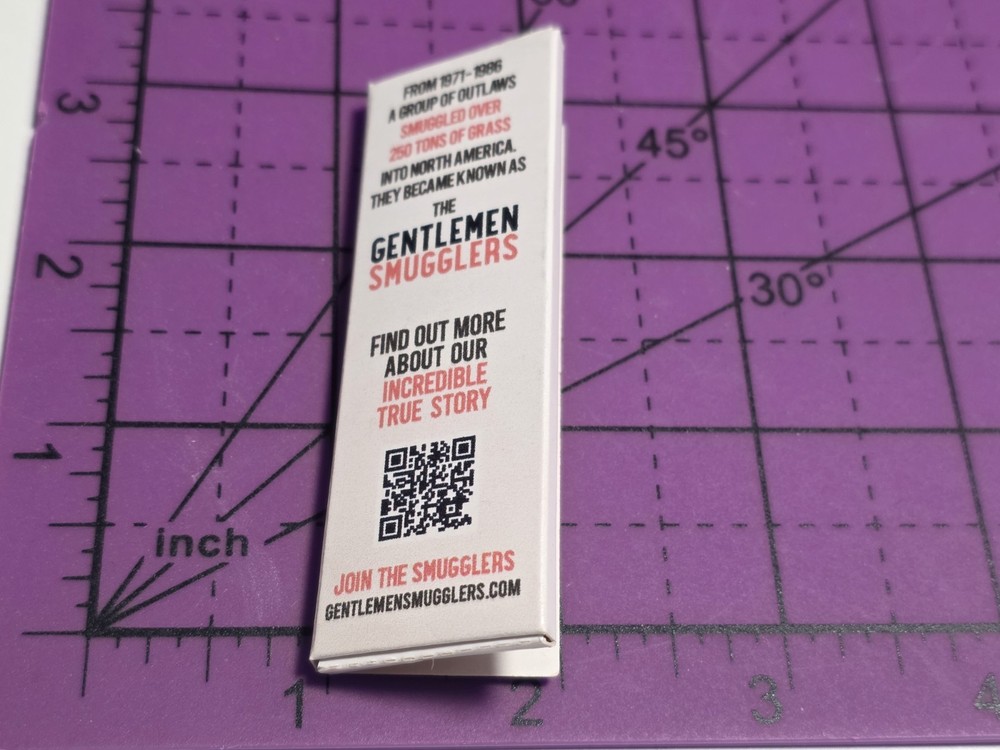 FROM 1971-1986
A GROUP OF OUTLAWS
SMUGGLED OVER
250 TONS OF GRASS
INTO NORTH AMERICA.
THEY BECAME KNOWN AS
THE
GENTLEMEN
SMUGGLERS
FIND OUT MORE
ABOUT OUR
INCREDIBLE
TRUE STORY
JOIN THE SMUGGLERS
GENTLEMENSMUGGLERS.COM
45°
30°
3
2
1
inch
1
2
3
4